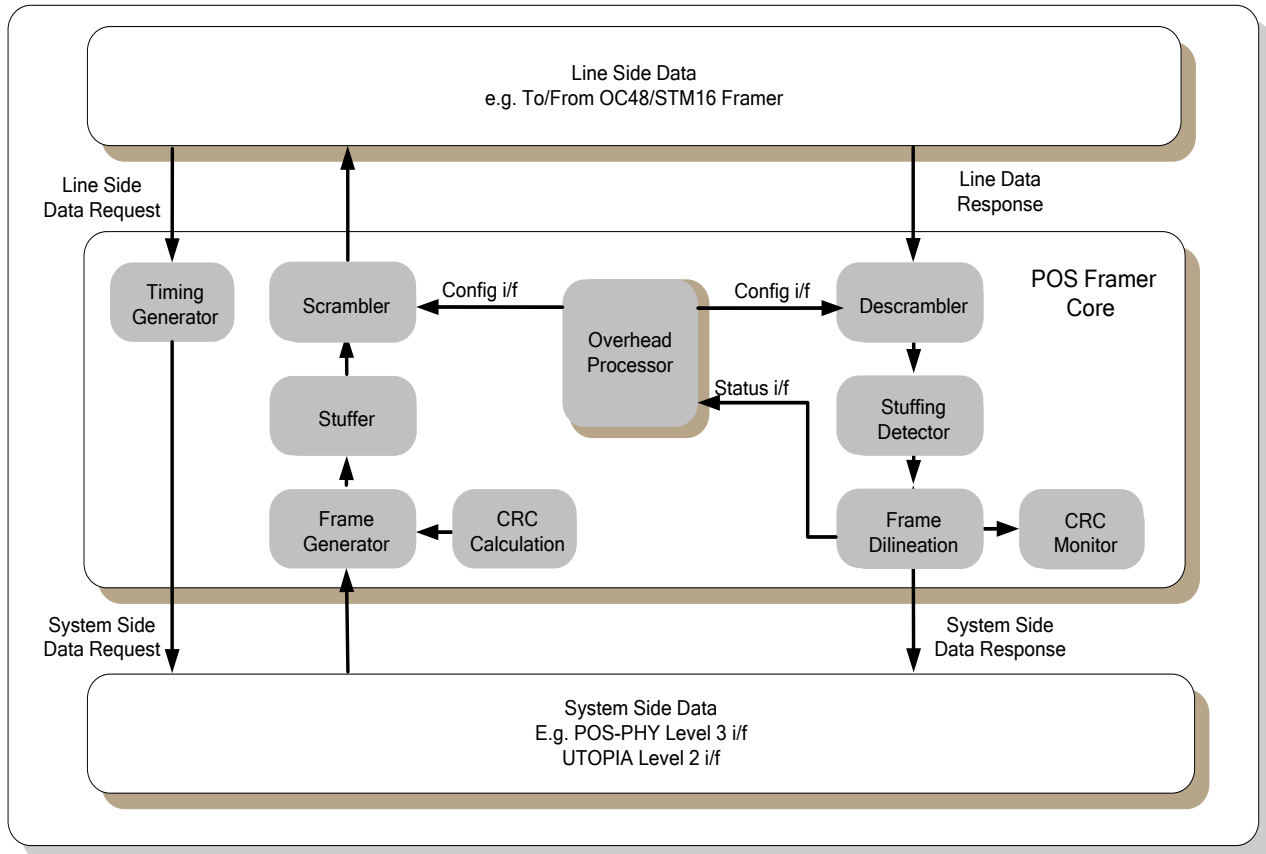 Line Side Data
e.g. To/From OC48/STM16 Framer
Line Side
Data Request
Line Data
Response
POS Framer
Core
Timing
Generator
Scrambler
Config i/f
Overhead
Processor
Config i/f
Descrambler
Status i/f
Stuffer
Stuffing
Detector
Frame
Generator
CRC
Calculation
Frame
Dilineation
CRC
Monitor
System Side
Data Request
System Side
Data Response
System Side Data
E.g. POS-PHY Level 3 i/f
UTOPIA Level 2 i/f